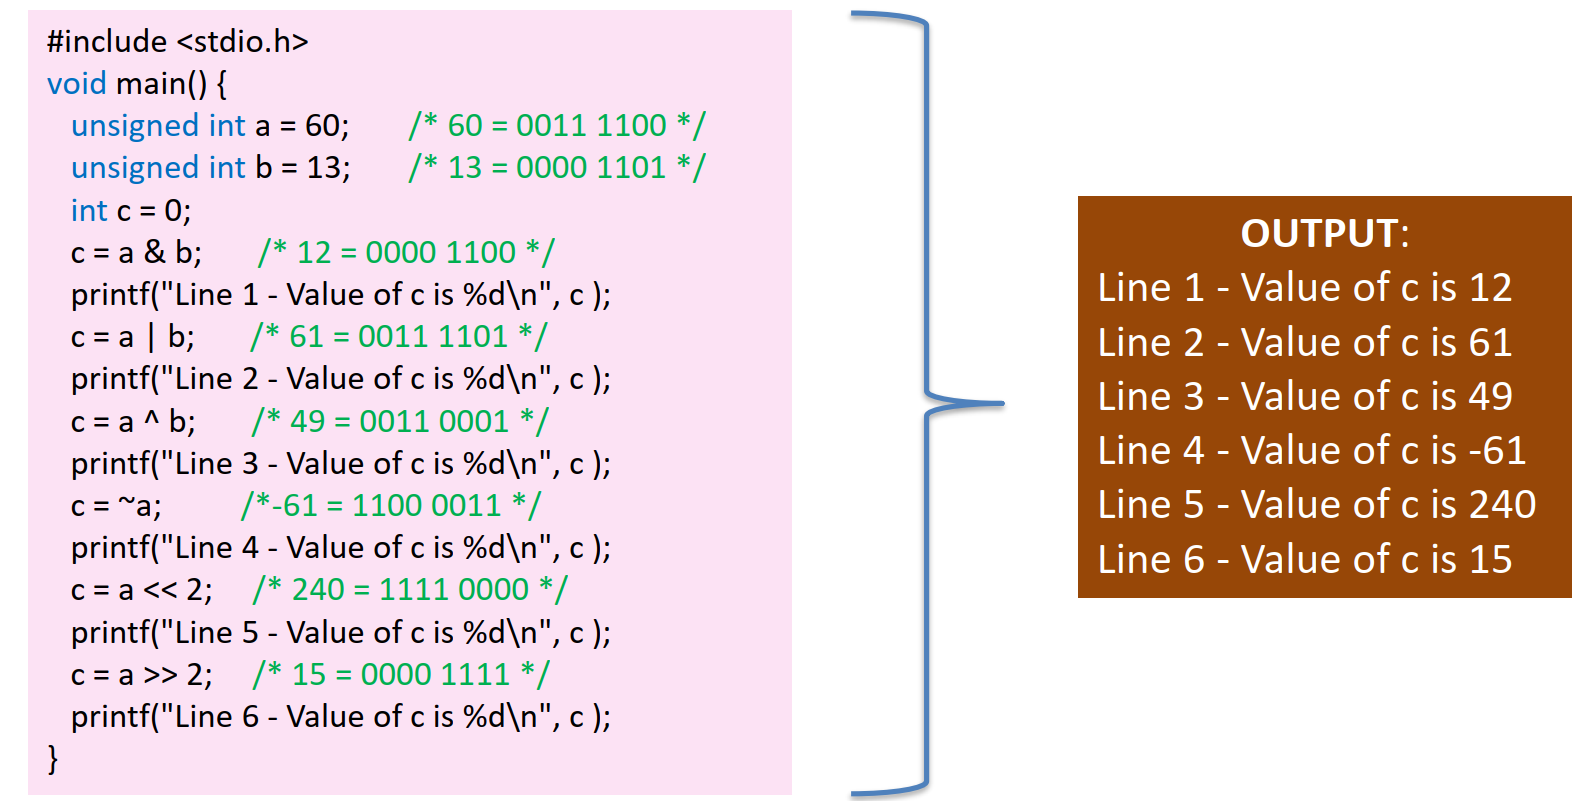 #include <stdio.h>
void main() {
unsigned int a = 60; /* 60 = 0011 1100 */
unsigned int b = 13; /* 13 = 0000 1101 */
int c = 0;
c = a & b; /* 12 = 0000 1100 */
printf("Line 1 - Value of c is %d\n", c );
c = a | b; /* 61 = 0011 1101 */
printf("Line 2 - Value of c is %d\n", c );
c = a ^ b; /* 49 = 0011 0001 */
printf("Line 3 - Value of c is %d\n", c );
c = ~a; /*-61 = 1100 0011 */
printf("Line 4 - Value of c is %d\n", c );
c = a << 2; /* 240 = 1111 0000 */
printf("Line 5 - Value of c is %d\n", c );
c = a >> 2; /* 15 = 0000 1111 */
printf("Line 6 - Value of c is %d\n", c );
}
OUTPUT:
Line 1 - Value of c is 12
Line 2 - Value of c is 61
Line 3 - Value of c is 49
Line 4 - Value of c is -61
Line 5 - Value of c is 240
Line 6 - Value of c is 15